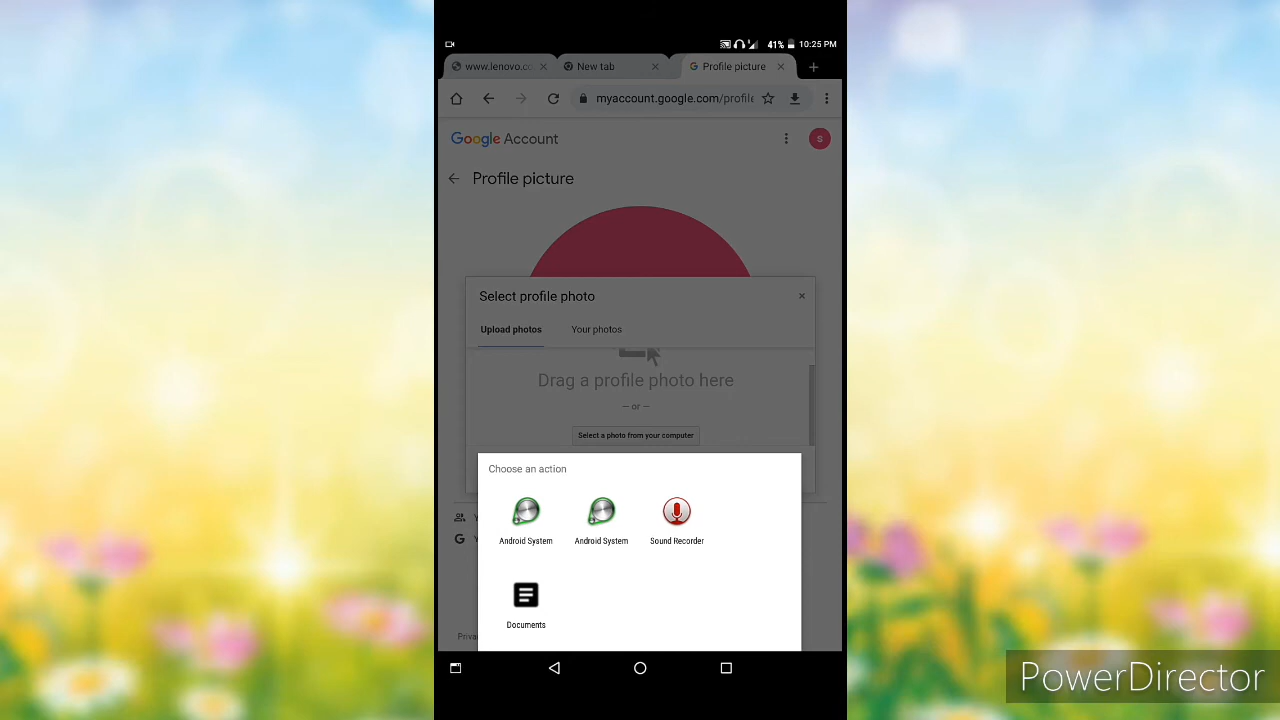 41% 10:25 PM
www.lenovo.co New tab Profile picture
myaccount.google.com/profile
Google Account
S
Profile picture
Select profile photo
Upload photos Your photos
Drag a profile photo here
— or —
Select a photo from your computer
Choose an action
Android System Android System Sound Recorder
Documents
Priva
PowerDirector